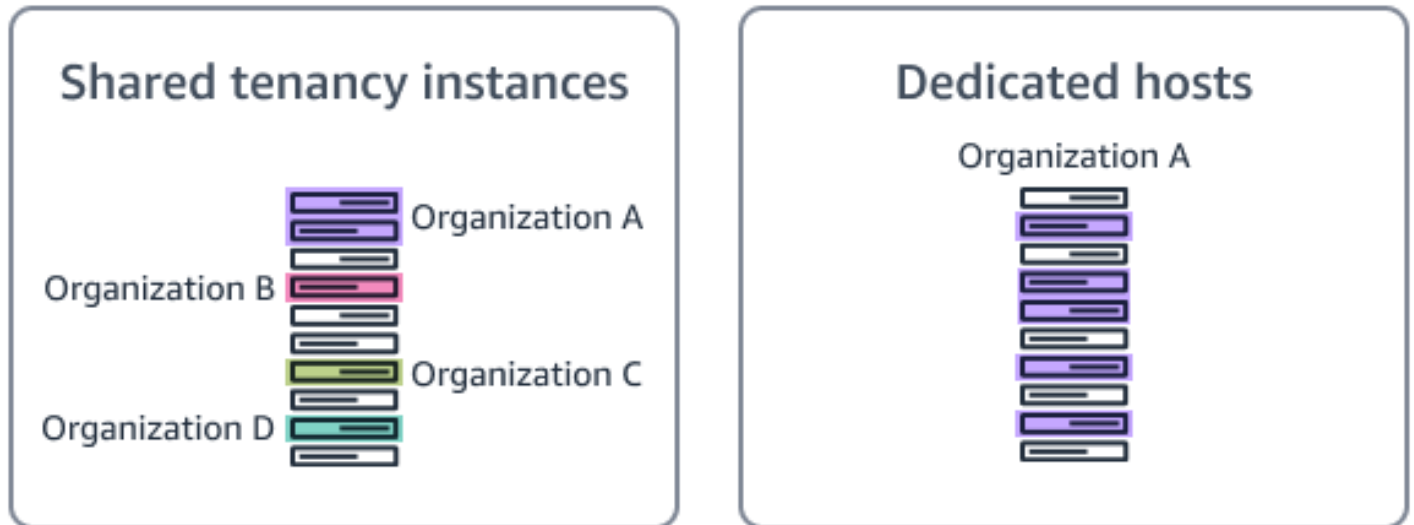 Shared tenancy instances
Organization A
Organization B
Organization C
Organization D
Dedicated hosts
Organization A